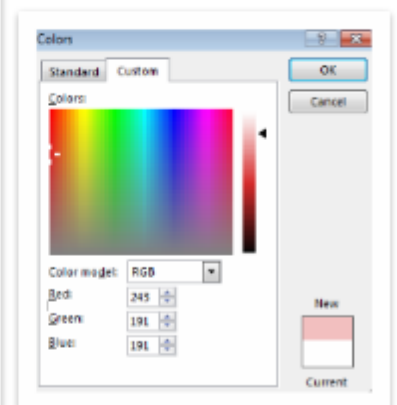 Colors
Standard Custom
OK
Cancel
Colors:
Color model: RGB
Red: 245
Green: 191
Blue: 191
New
Current